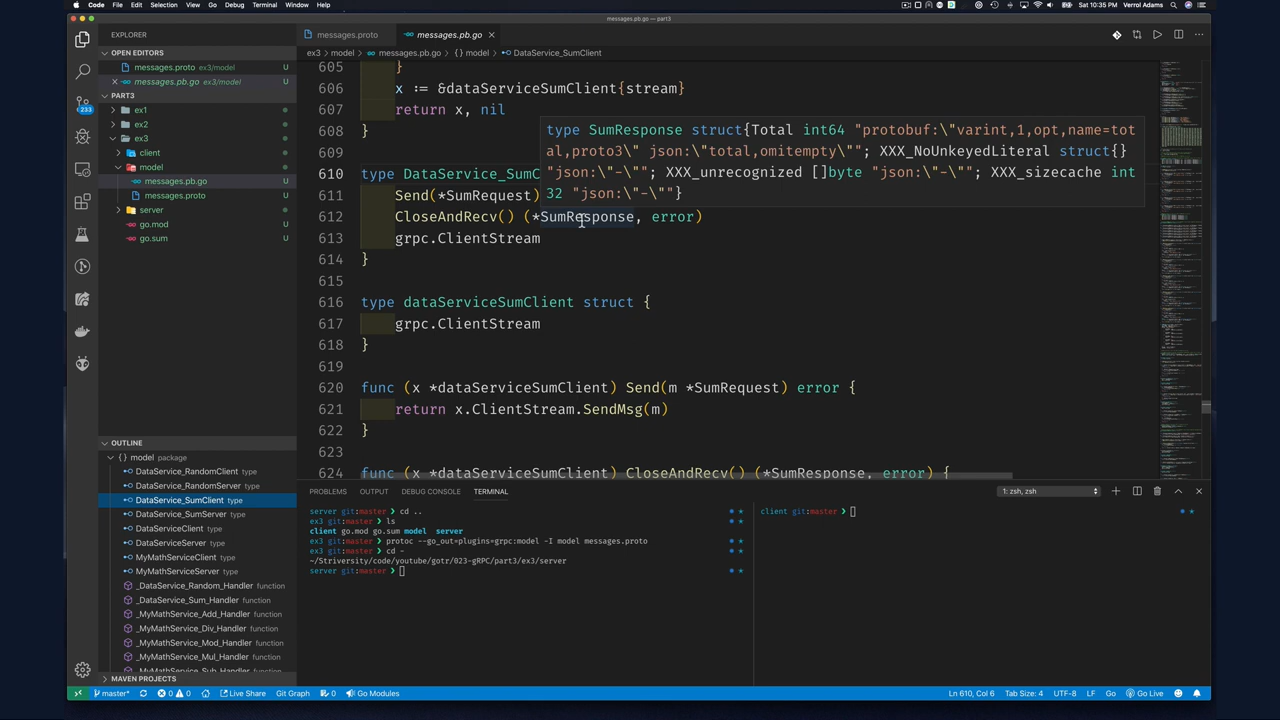 Code File Edit Selection View Go Debug Terminal Window Help
Sat 10:35 PM Verrol Adams
messages.pb.go — part3
EXPLORER
messages.proto messages.pb.go ×
OPEN EDITORS
ex3 > model > messages.pb.go > {} model > DataService_SumClient
messages.proto ex3/model U
× messages.pb.go ex3/model U
PART3
ex1
ex2
ex3
client
model
messages.pb.go U
messages.proto U
server
go.mod U
go.sum U
233
605 }
606 x := &dataServiceSumClient{stream}
607 return x, nil
608 }
609
610 type DataService_SumC
611 Send(*SumRequest)
612 CloseAndRecv() (*SumResponse, error)
613 grpc.ClientStream
614 }
615
616 type dataServiceSumClient struct {
617 grpc.ClientStream
618 }
619
620 func (x *dataServiceSumClient) Send(m *SumRequest) error {
621 return x.ClientStream.SendMsg(m)
622 }
623
624 func (x *dataServiceSumClient) CloseAndRecv() (*SumResponse, error) {
type SumResponse struct{Total int64 "protobuf:\"varint,1,opt,name=to
tal,proto3\" json:\"total,omitempty\""; XXX_NoUnkeyedLiteral struct{}
"json:\"-\""; XXX_unrecognized []byte "json:\"-\""; XXX_sizecache int
32 "json:\"-\""}
OUTLINE
{} model package
DataService_RandomClient type
DataService_RandomServer type
DataService_SumClient type
DataService_SumServer type
DataServiceClient type
DataServiceServer type
MyMathServiceClient type
MyMathServiceServer type
_DataService_Random_Handler function
_DataService_Sum_Handler function
_MyMathService_Add_Handler function
_MyMathService_Div_Handler function
_MyMathService_Mod_Handler function
_MyMathService_Mul_Handler function
_MyMathService_Sub_Handler function
MAVEN PROJECTS
PROBLEMS OUTPUT DEBUG CONSOLE TERMINAL
1: zsh, zsh
server git:master ❯ cd ..
ex3 git:master ❯ ls
client go.mod go.sum model server
ex3 git:master ❯ protoc --go_out=plugins=grpc:model -I model messages.proto
ex3 git:master ❯ cd -
~/Striversity/code/youtube/gotr/023-gRPC/part3/ex3/server
server git:master ❯
client git:master ❯
master* 0 0 Live Share Git Graph 0 Go Modules
Ln 610, Col 6 Tab Size: 4 UTF-8 LF Go Go Live